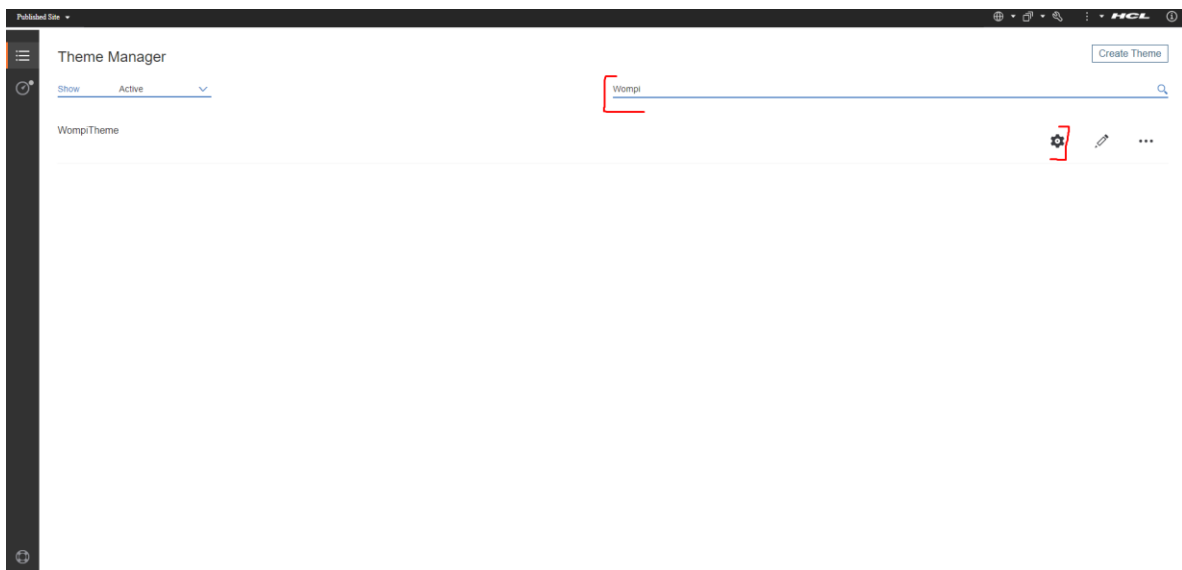 Published Site
HCL
Theme Manager
Create Theme
Show Active
Wompi
WompiTheme